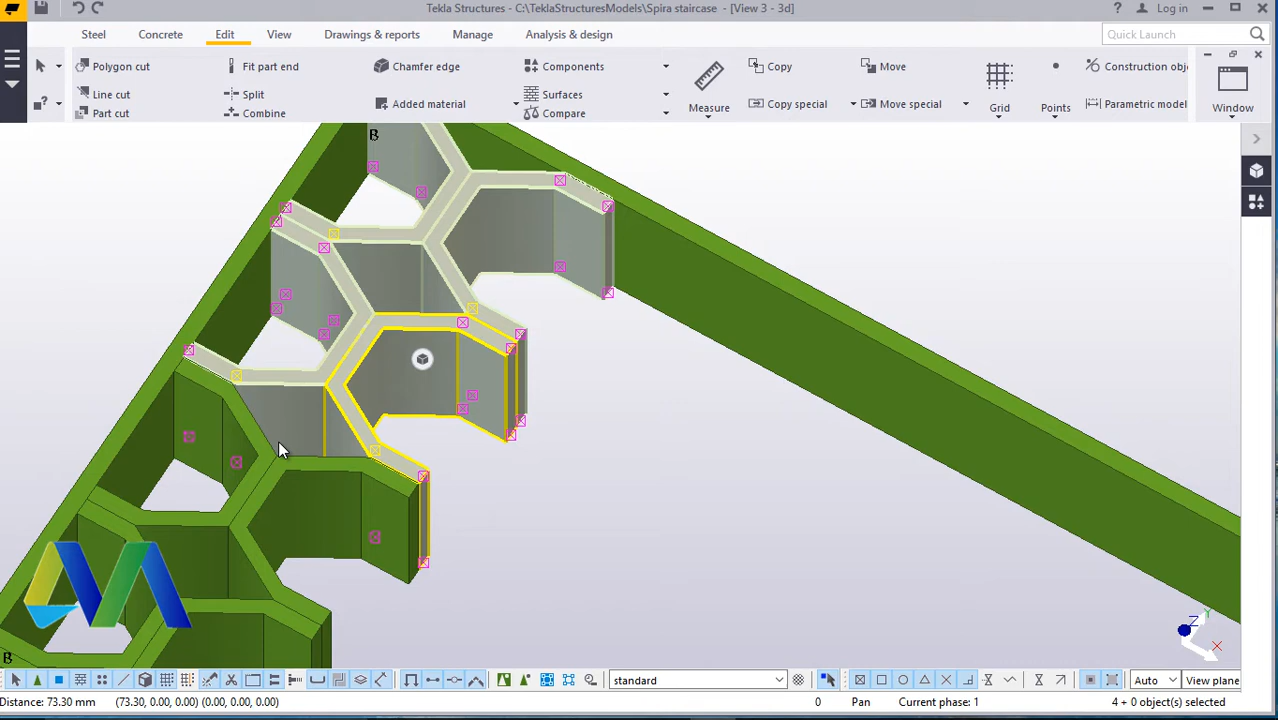 Tekla Structures - C:\TeklaStructuresModels\Spira staircase - [View 3 - 3d]
? Log in
Steel Concrete Edit View Drawings & reports Manage Analysis & design Quick Launch
Polygon cut Fit part end Chamfer edge Components Copy Move Construction obj
Line cut Split Added material Surfaces Measure Copy special Move special Grid Points Parametric model Window
Part cut Combine Compare
B
Y
Z
B
standard Auto View plane
Distance: 73.30 mm (73.30, 0.00, 0.00) (0.00, 0.00, 0.00) 0 Pan Current phase: 1 4 + 0 object(s) selected